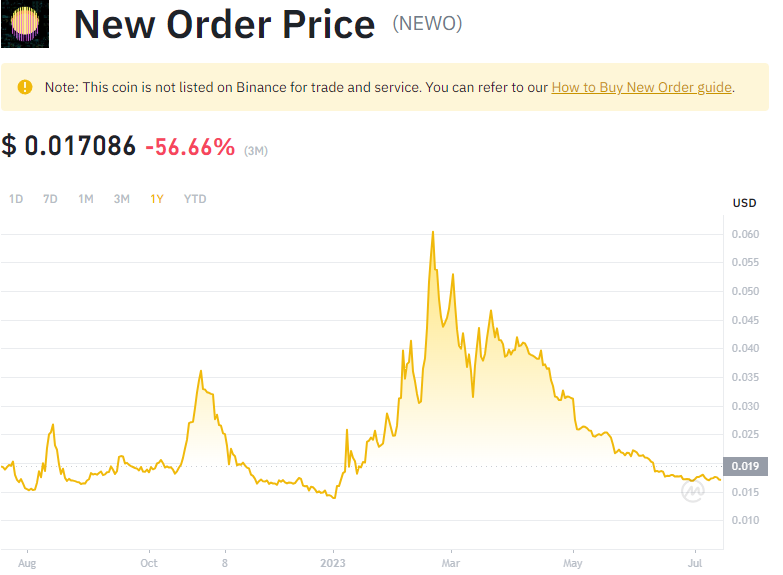 New Order Price (NEWO)
Note: This coin is not listed on Binance for trade and service. You can refer to our How to Buy New Order guide.
$ 0.017086 -56.66% (3M)
1D 7D 1M 3M 1Y YTD
USD
0.060
0.055
0.050
0.045
0.040
0.035
0.030
0.025
0.019
0.015
0.010
Aug Oct 8 2023 Mar May Jul